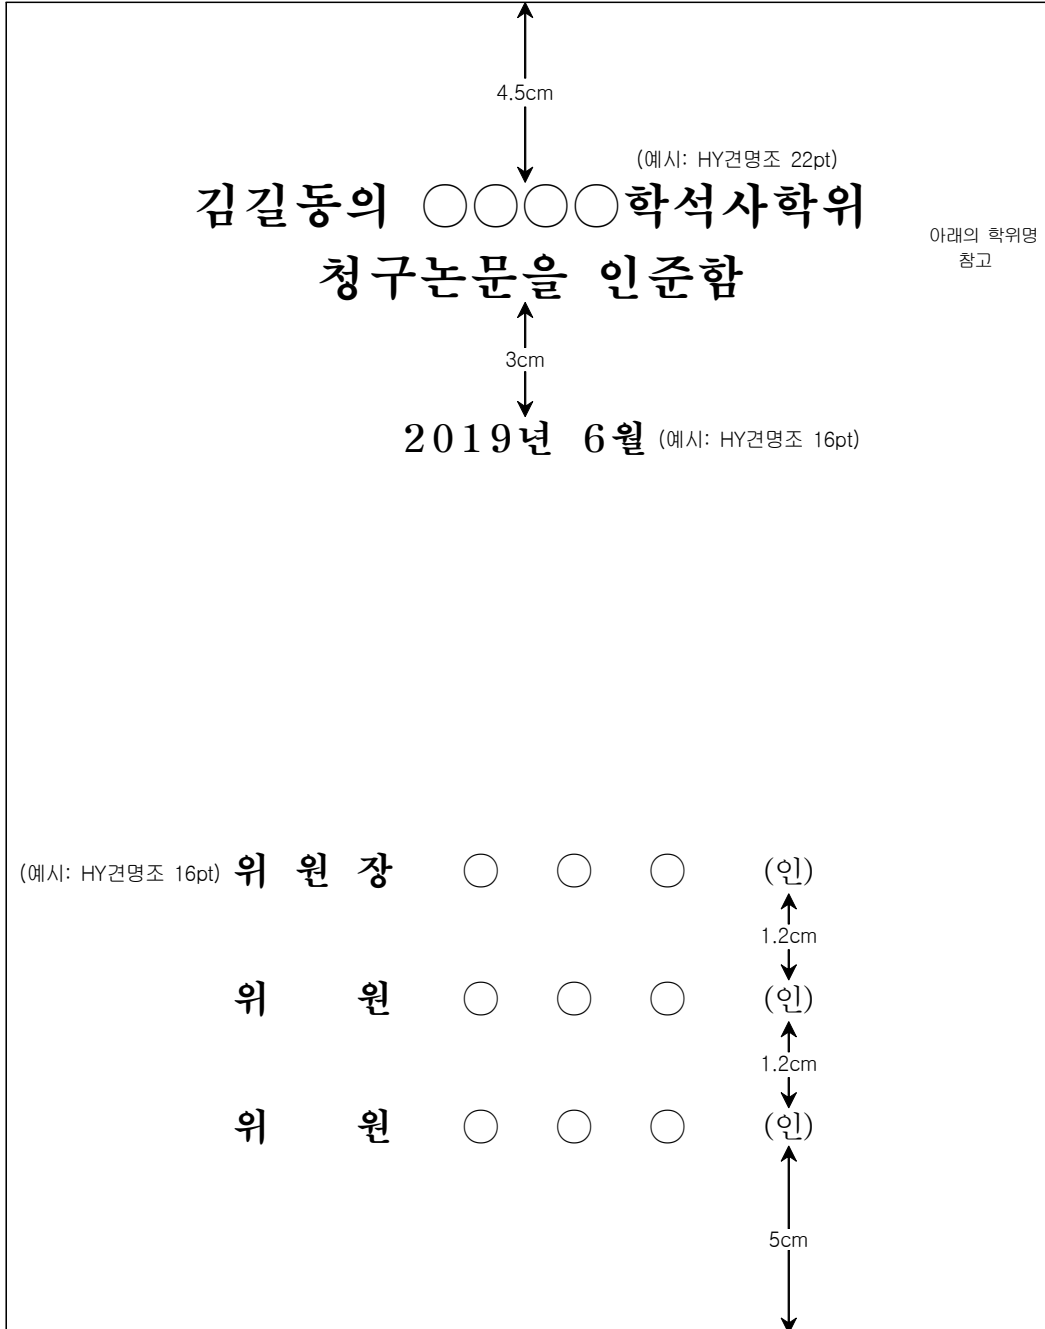 4.5cm
(예시: HY견명조 22pt)
김길동의 ○○○○학석사학위
아래의 학위명
참고
청구논문을 인준함
3cm
2019년 6월 (예시: HY견명조 16pt)
(예시: HY견명조 16pt) 위 원 장 ○ ○ ○ (인)
1.2cm
위 원 ○ ○ ○ (인)
1.2cm
위 원 ○ ○ ○ (인)
5cm